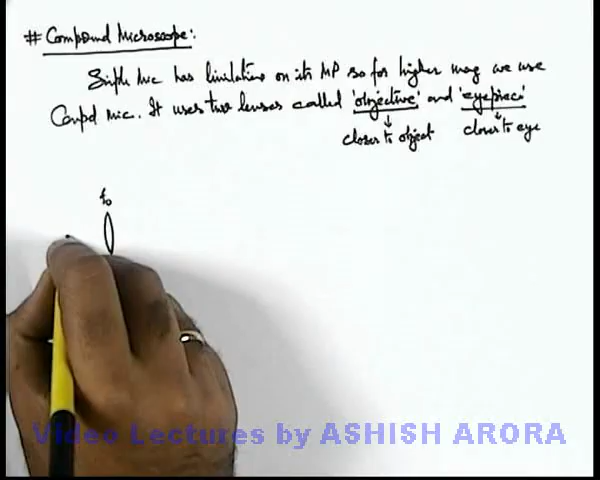 # Compound Microscope:
Simple Mic has limitations on its MP so for higher mag we use
Compd Mic. It uses two lenses called 'objective' and 'eyepiece'
closer to object closer to eye
fo
Video Lectures by ASHISH ARORA